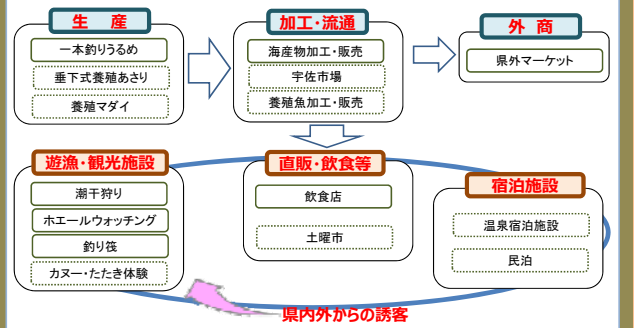 生 産
一本釣りうるめ
垂下式養殖あさり
養殖マダイ
加工・流通
海産物加工・販売
宇佐市場
養殖魚加工・販売
外 商
県外マーケット
遊漁・観光施設
潮干狩り
ホエールウォッチング
釣り筏
カヌー・たたき体験
直販・飲食等
飲食店
土曜市
宿泊施設
温泉宿泊施設
民泊
県内外からの誘客